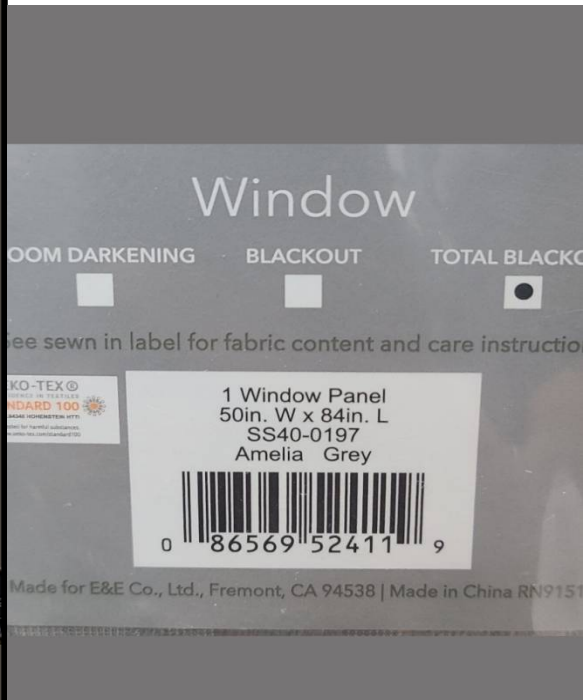 Window
OOM DARKENING BLACKOUT TOTAL BLACKO
See sewn in label for fabric content and care instructio
KO-TEX®
NDARD 100
1 Window Panel
50in. W x 84in. L
SS40-0197
Amelia Grey
0 86569 52411 9
Made for E&E Co., Ltd., Fremont, CA 94538 | Made in China RN9151